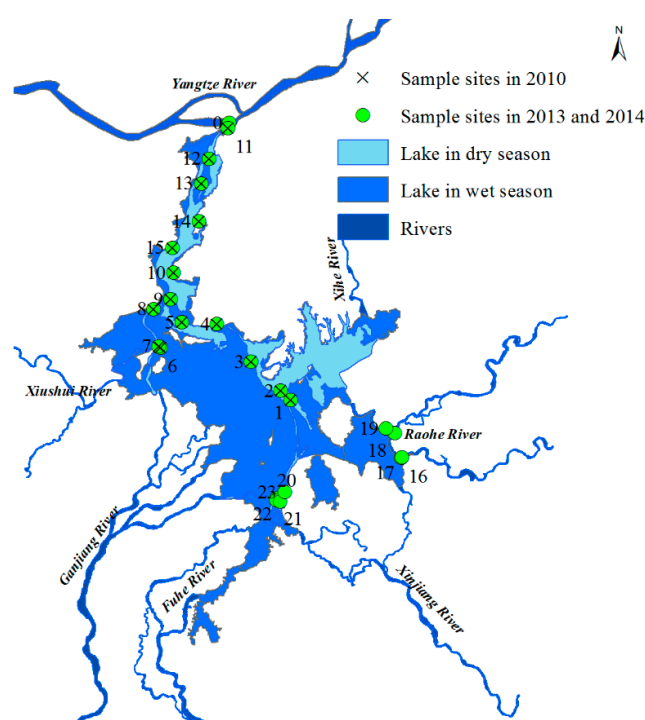 N
Yangtze River
Sample sites in 2010
Sample sites in 2013 and 2014
Lake in dry season
Lake in wet season
Rivers
0
11
12
13
14
15
10
9
8
5
4
7
6
3
2
1
Xihe River
Xiushui River
19
Raohe River
18
17
16
20
23
22
21
Ganjiang River
Fuhe River
Xinjiang River